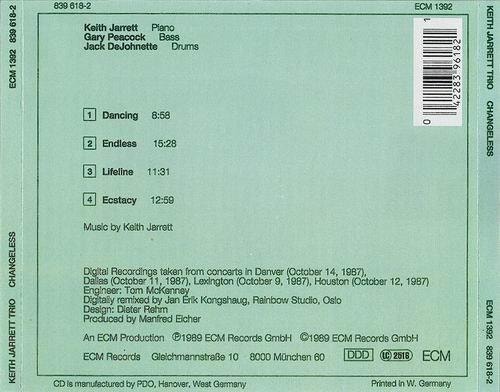 839 618-2
ECM 1392
ECM 1392  839 618-2
KEITH JARRETT TRIO  CHANGELESS
Keith Jarrett  Piano
Gary Peacock  Bass
Jack DeJohnette  Drums
0 42283 96182 1
1 Dancing  8:58
2 Endless  15:28
3 Lifeline  11:31
4 Ecstacy  12:59
Music by Keith Jarrett
Digital Recordings taken from concerts in Denver (October 14, 1987),
Dallas (October 11, 1987), Lexington (October 9, 1987), Houston (October 12, 1987)
Engineer: Tom McKenney
Digitally remixed by Jan Erik Kongshaug, Rainbow Studio, Oslo
Design: Dieter Rehm
Produced by Manfred Eicher
An ECM Production  ℗1989 ECM Records GmbH  ©1989 ECM Records GmbH
ECM Records  Gleichmannstraße 10  8000 München 60  DDD  LC 2516  ECM
KEITH JARRETT TRIO  CHANGELESS
ECM 1392  839 618-2
CD is manufactured by PDO, Hanover, West Germany
Printed in W. Germany